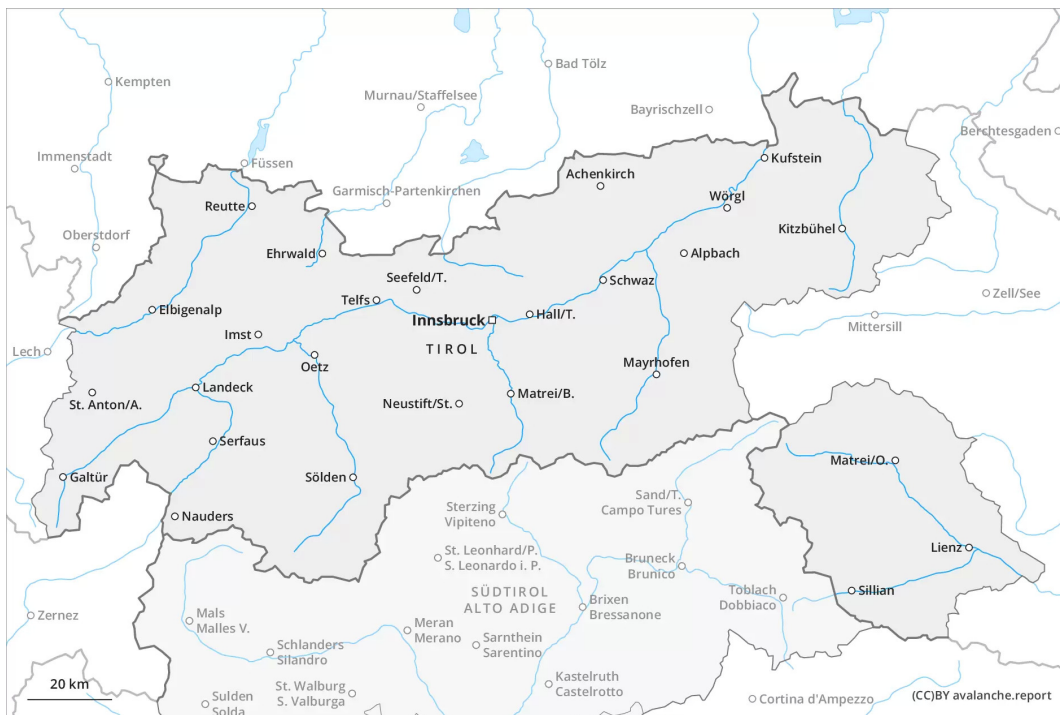 Bad Tölz
Kempten
Murnau/Staffelsee
Bayrischzell
Berchtesgaden
Immenstadt
Füssen
Kufstein
Achenkirch
Garmisch-Partenkirchen
Wörgl
Reutte
Kitzbühel
Oberstdorf
Ehrwald
Alpbach
Seefeld/T.
Schwaz
Zell/See
Telfs
Elbigenalp
Innsbruck
Hall/T.
Mittersill
Imst
TIROL
Lech
Oetz
Mayrhofen
Landeck
Matrei/B.
St. Anton/A.
Neustift/St.
Serfaus
Matrei/O.
Galtür
Sölden
Sand/T.
Campo Tures
Sterzing
Vipiteno
Nauders
Lienz
St. Leonhard/P.
S. Leonardo i. P.
Bruneck
Brunico
SÜDTIROL
ALTO ADIGE
Toblach
Dobbiaco
Sillian
Brixen
Bressanone
Zernez
Mals
Malles V.
Meran
Merano
Sarnthein
Sarentino
Schlanders
Silandro
Kastelruth
Castelrotto
20 km
St. Walburg
S. Valburga
Sulden
Solda
Cortina d'Ampezzo
(CC)BY avalanche.report